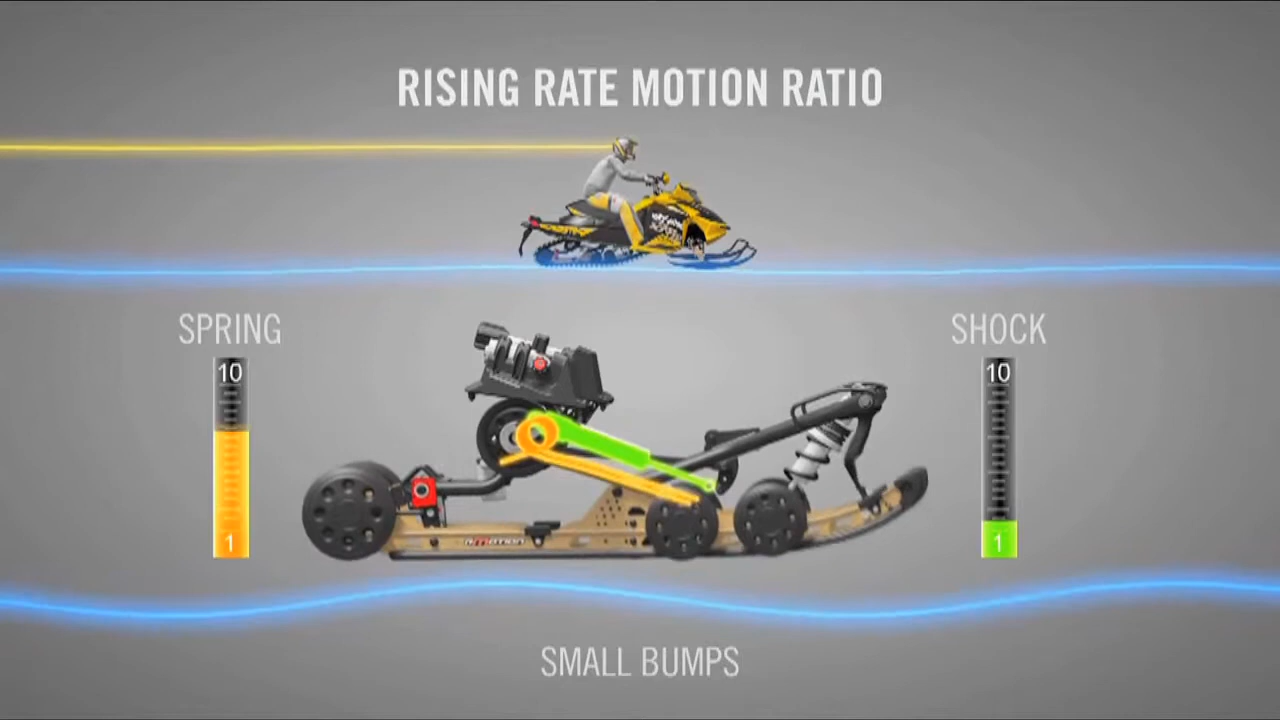 RISING RATE MOTION RATIO
SPRING
SHOCK
10
10
1
1
SMALL BUMPS